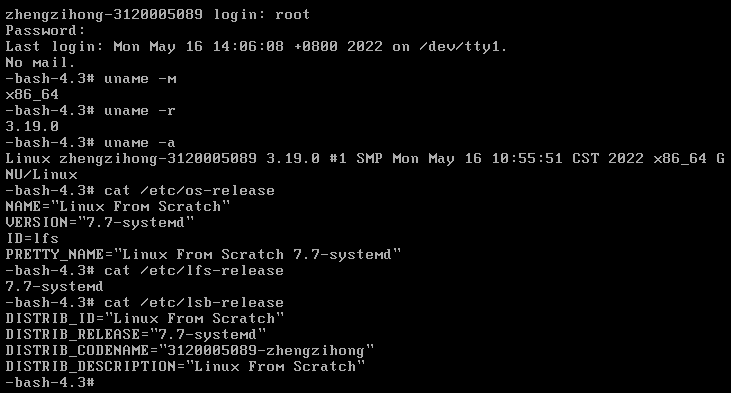 zhengzihong-3120005089 login: root
Password:
Last login: Mon May 16 14:06:08 +0800 2022 on /dev/tty1.
No mail.
-bash-4.3# uname -m
x86_64
-bash-4.3# uname -r
3.19.0
-bash-4.3# uname -a
Linux zhengzihong-3120005089 3.19.0 #1 SMP Mon May 16 10:55:51 CST 2022 x86_64 G
NU/Linux
-bash-4.3# cat /etc/os-release
NAME="Linux From Scratch"
VERSION="7.7-systemd"
ID=lfs
PRETTY_NAME="Linux From Scratch 7.7-systemd"
-bash-4.3# cat /etc/lfs-release
7.7-systemd
-bash-4.3# cat /etc/lsb-release
DISTRIB_ID="Linux From Scratch"
DISTRIB_RELEASE="7.7-systemd"
DISTRIB_CODENAME="3120005089-zhengzihong"
DISTRIB_DESCRIPTION="Linux From Scratch"
-bash-4.3#